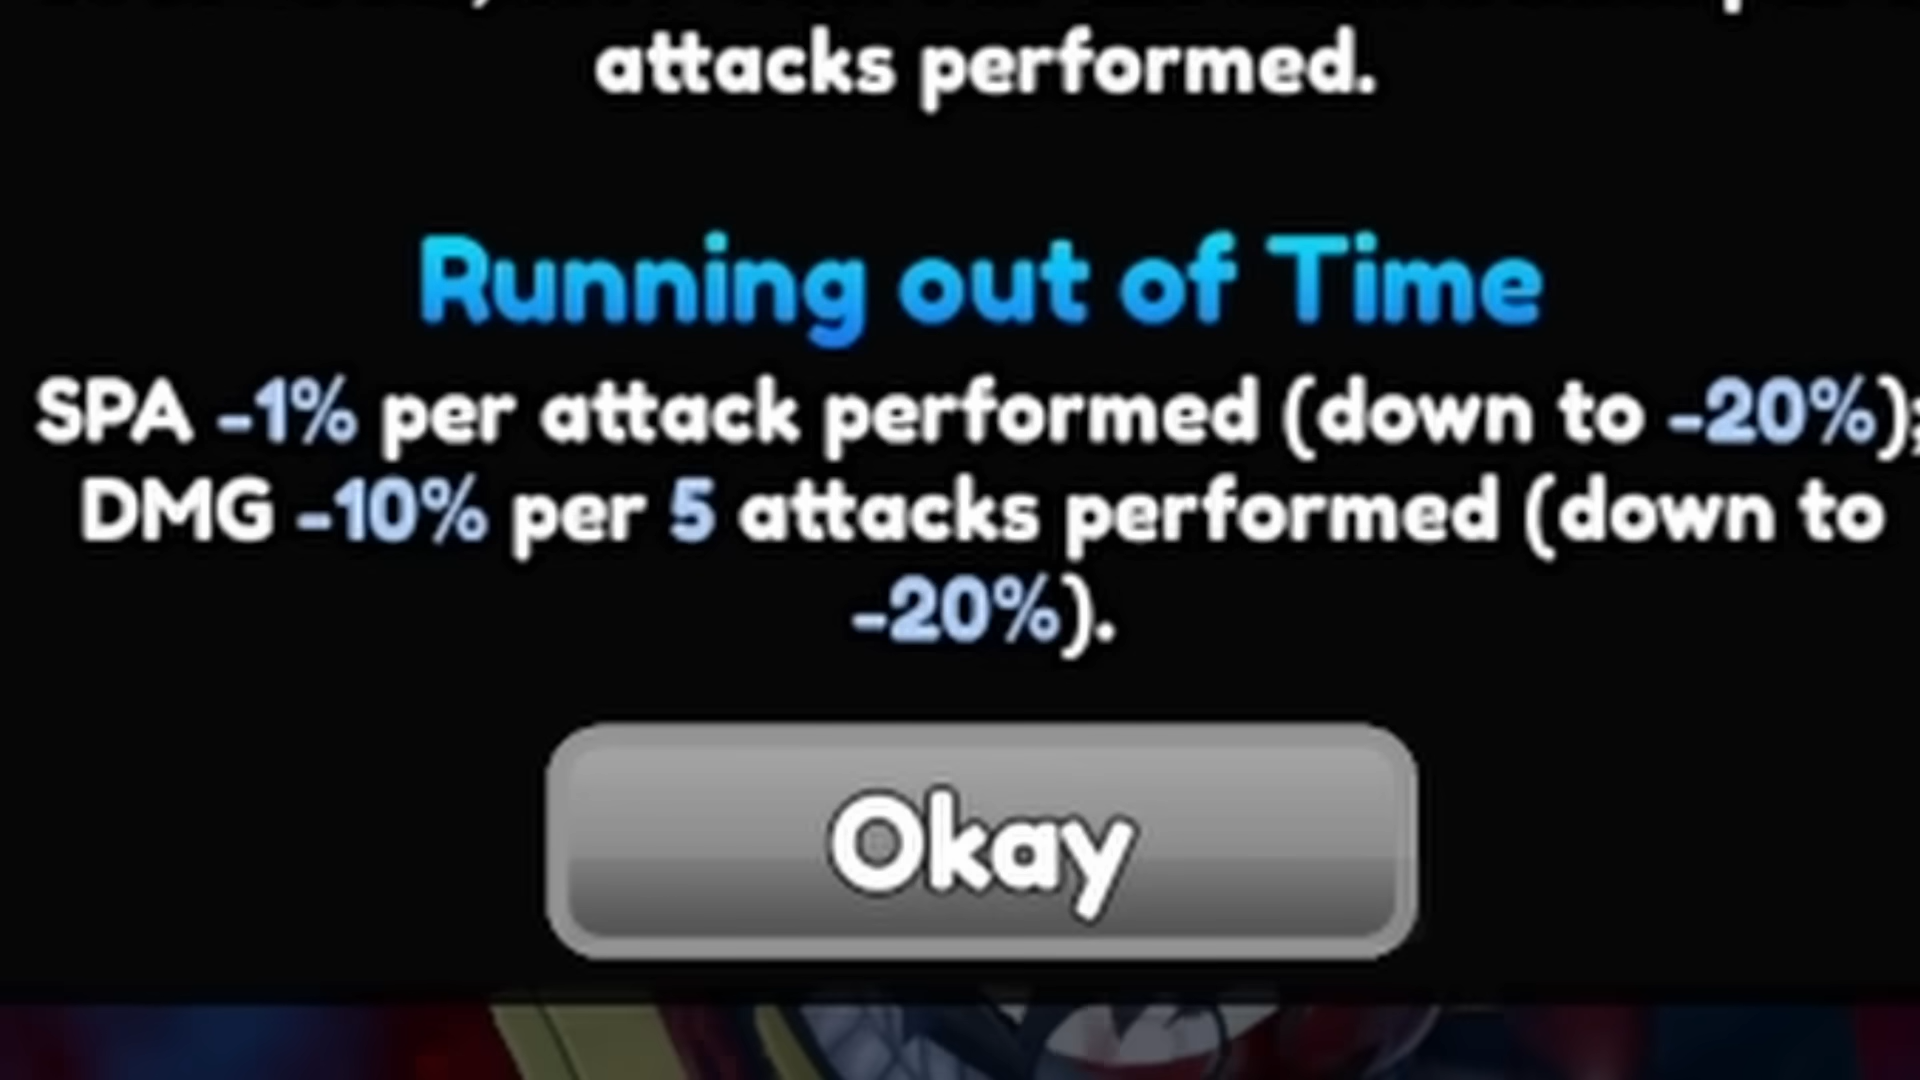 attacks performed.
Running out of Time
SPA -1% per attack performed (down to -20%);
DMG -10% per 5 attacks performed (down to
-20%).
Okay